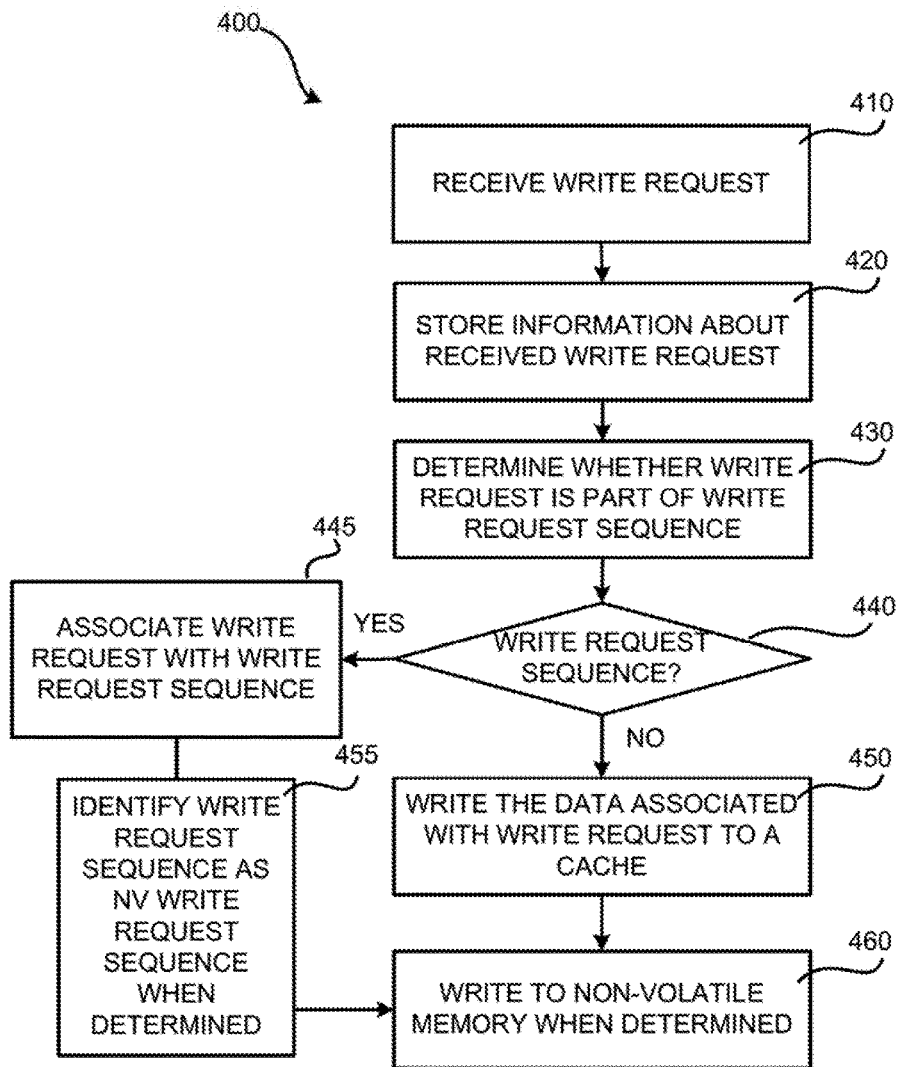 400
410
RECEIVE WRITE REQUEST
420
STORE INFORMATION ABOUT
RECEIVED WRITE REQUEST
430
DETERMINE WHETHER WRITE
REQUEST IS PART OF WRITE
REQUEST SEQUENCE
440
WRITE REQUEST
SEQUENCE?
YES
445
ASSOCIATE WRITE
REQUEST WITH WRITE
REQUEST SEQUENCE
NO
455
IDENTIFY WRITE
REQUEST
SEQUENCE AS
NV WRITE
REQUEST
SEQUENCE
WHEN
DETERMINED
450
WRITE THE DATA ASSOCIATED
WITH WRITE REQUEST TO A
CACHE
460
WRITE TO NON-VOLATILE
MEMORY WHEN DETERMINED